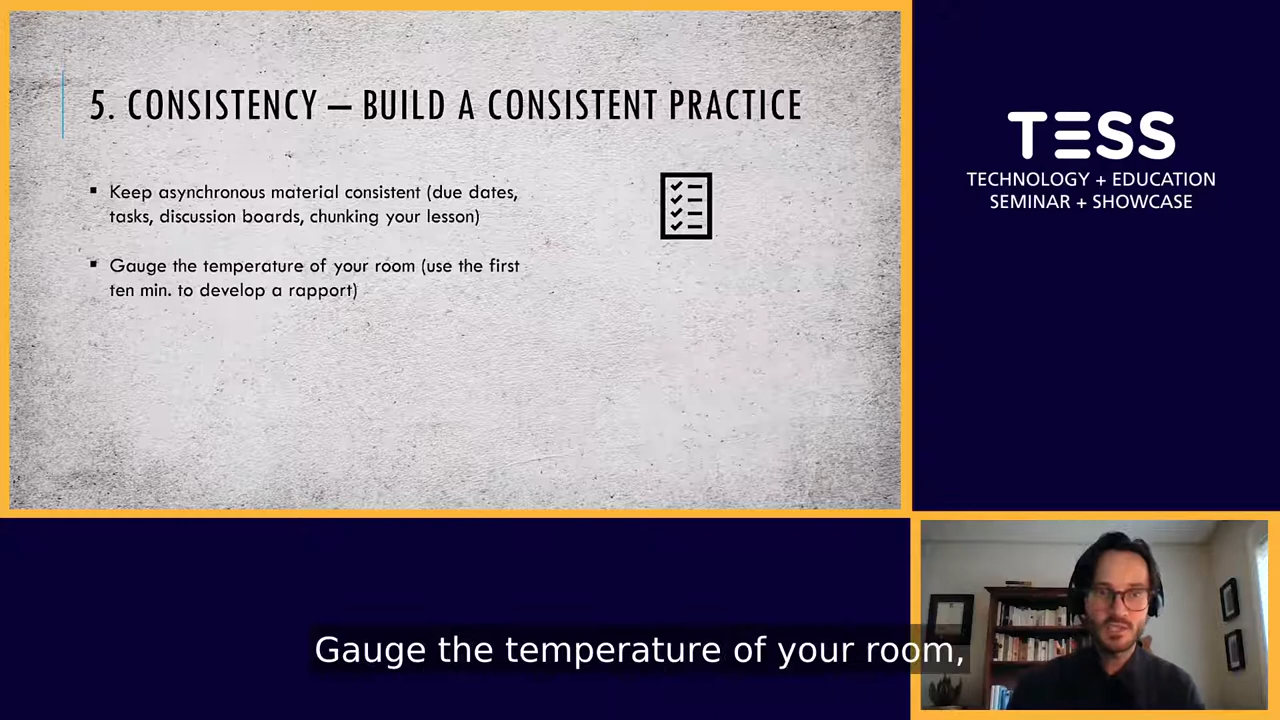 5. CONSISTENCY – BUILD A CONSISTENT PRACTICE
▪ Keep asynchronous material consistent (due dates,
tasks, discussion boards, chunking your lesson)
▪ Gauge the temperature of your room (use the first
ten min. to develop a rapport)
TESS
TECHNOLOGY + EDUCATION
SEMINAR + SHOWCASE
Gauge the temperature of your room,